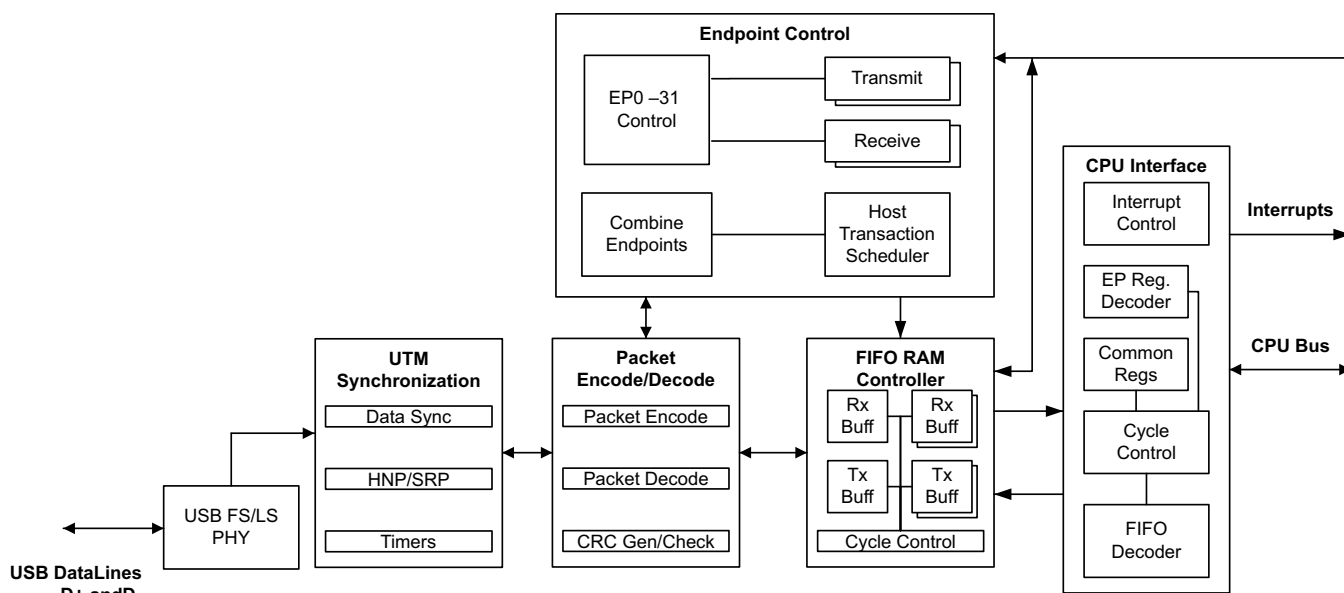 Endpoint Control
EP0 –31
Control
Transmit
Receive
Combine
Endpoints
Host
Transaction
Scheduler
CPU Interface
Interrupt
Control
EP Reg.
Decoder
Common
Regs
Cycle
Control
FIFO
Decoder
Interrupts
CPU Bus
UTM
Synchronization
Data Sync
HNP/SRP
Timers
Packet
Encode/Decode
Packet Encode
Packet Decode
CRC Gen/Check
FIFO RAM
Controller
Rx
Buff
Rx
Buff
Tx
Buff
Tx
Buff
Cycle Control
USB FS/LS
PHY
USB DataLines
D+ andD-